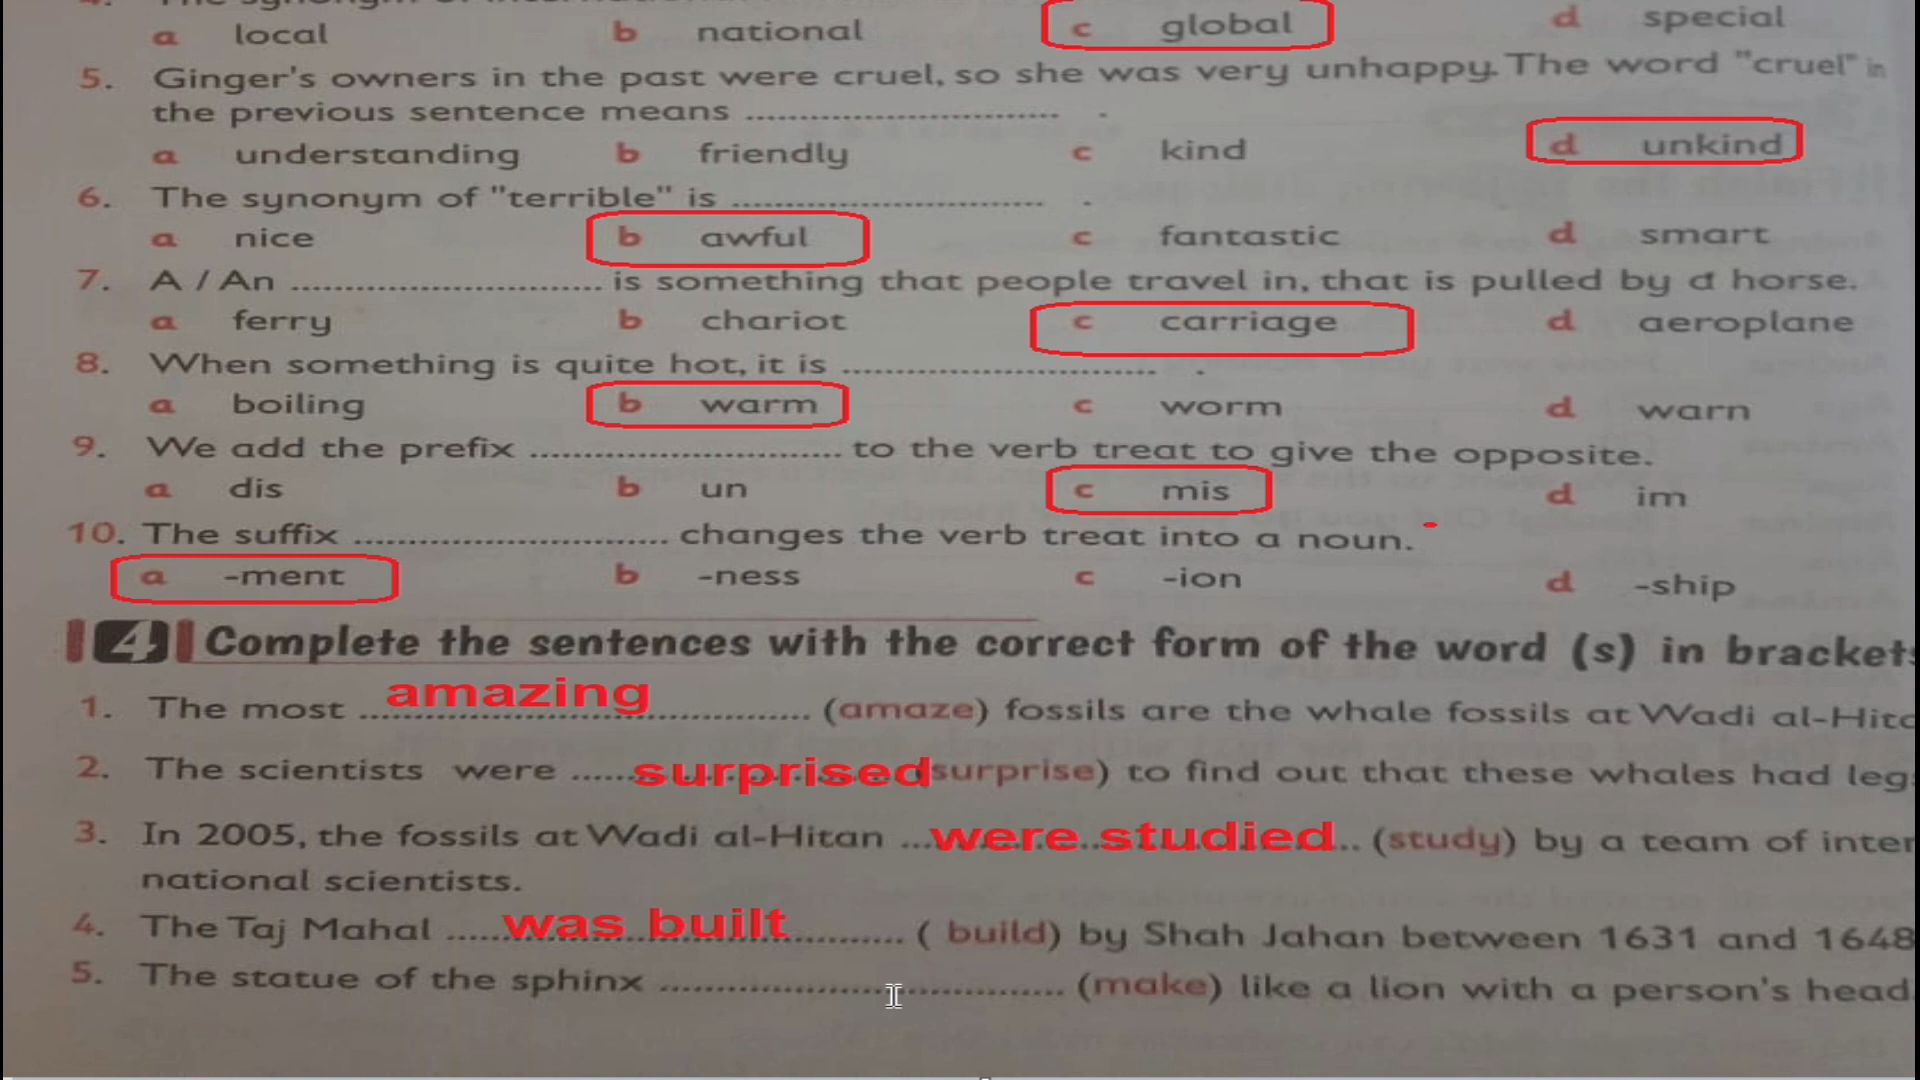 a local b national c global d special
5. Ginger's owners in the past were cruel, so she was very unhappy. The word "cruel" in
the previous sentence means .............................. .
a understanding b friendly c kind d unkind
6. The synonym of "terrible" is .............................. .
a nice b awful c fantastic d smart
7. A / An .............................. is something that people travel in, that is pulled by a horse.
a ferry b chariot c carriage d aeroplane
8. When something is quite hot, it is .............................. .
a boiling b warm c worm d warn
9. We add the prefix .............................. to the verb treat to give the opposite.
a dis b un c mis d im
10. The suffix .............................. changes the verb treat into a noun.
a -ment b -ness c -ion d -ship
4 Complete the sentences with the correct form of the word (s) in brackets
1. The most amazing (amaze) fossils are the whale fossils at Wadi al-Hita
2. The scientists were surprised (surprise) to find out that these whales had legs
3. In 2005, the fossils at Wadi al-Hitan were studied (study) by a team of inter
national scientists.
4. The Taj Mahal was built ( build) by Shah Jahan between 1631 and 1648
5. The statue of the sphinx .............................. (make) like a lion with a person's head.